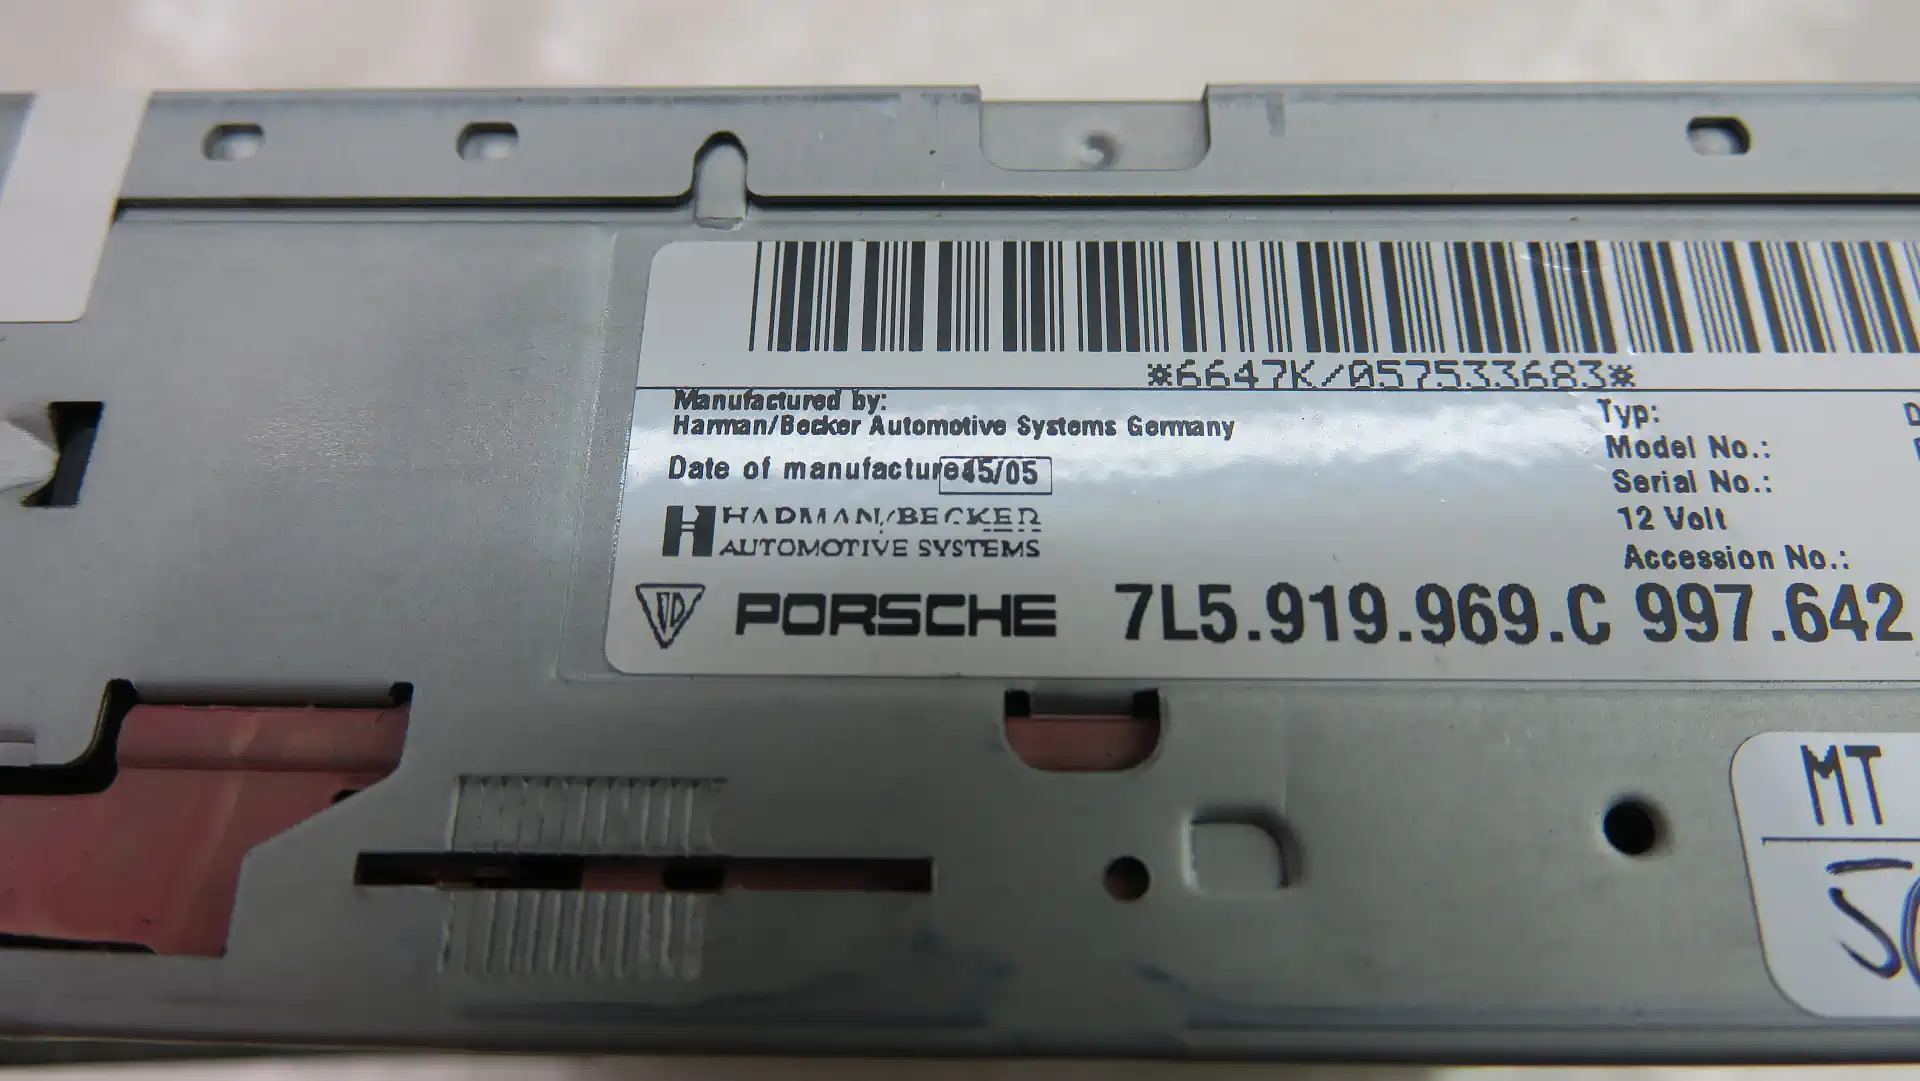 *6647K/057533683*
Manufactured by:
Harman/Becker Automotive Systems Germany
Date of manufacture 45/05
HARMAN/BECKER
AUTOMOTIVE SYSTEMS
PORSCHE 7L5.919.969.C 997.642
Typ:
Model No.:
Serial No.:
12 Volt
Accession No.:
MT